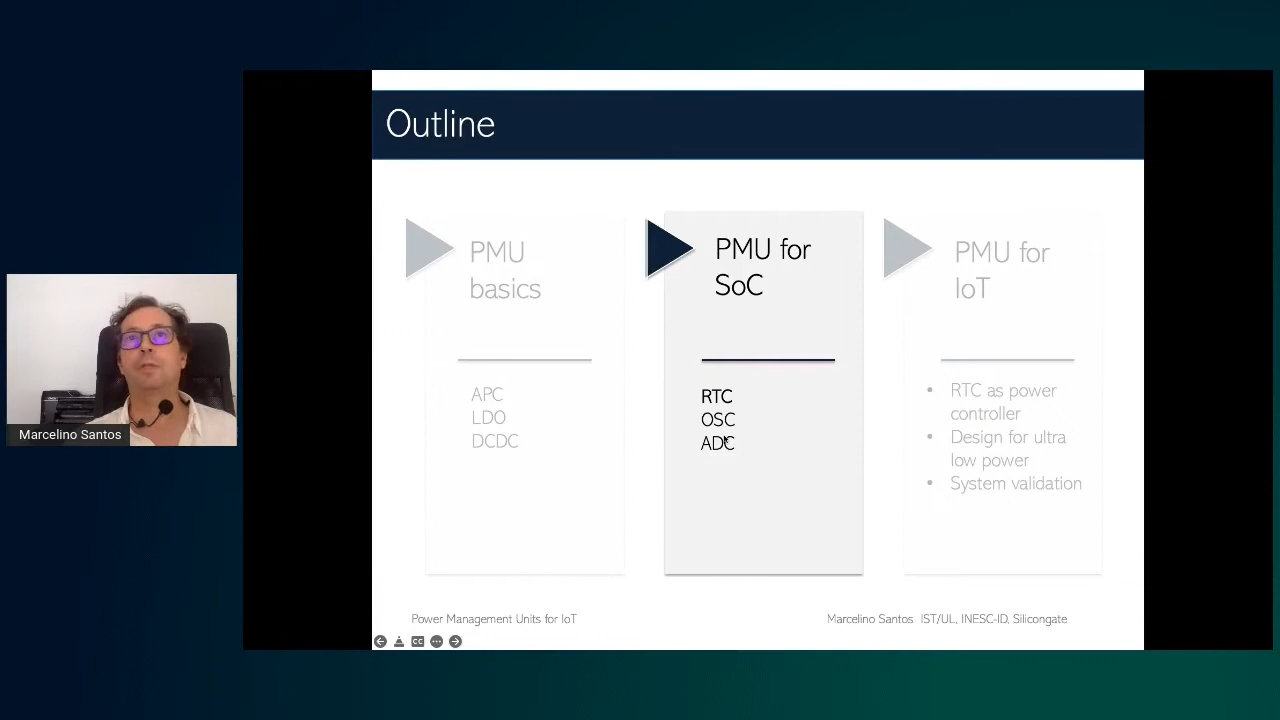 Outline
PMU
basics
APC
LDO
DCDC
PMU for
SoC
RTC
OSC
ADC
PMU for
IoT
• RTC as power
controller
• Design for ultra
low power
• System validation
Power Management Units for IoT
Marcelino Santos IST/UL, INESC-ID, Silicongate
CC
Marcelino Santos